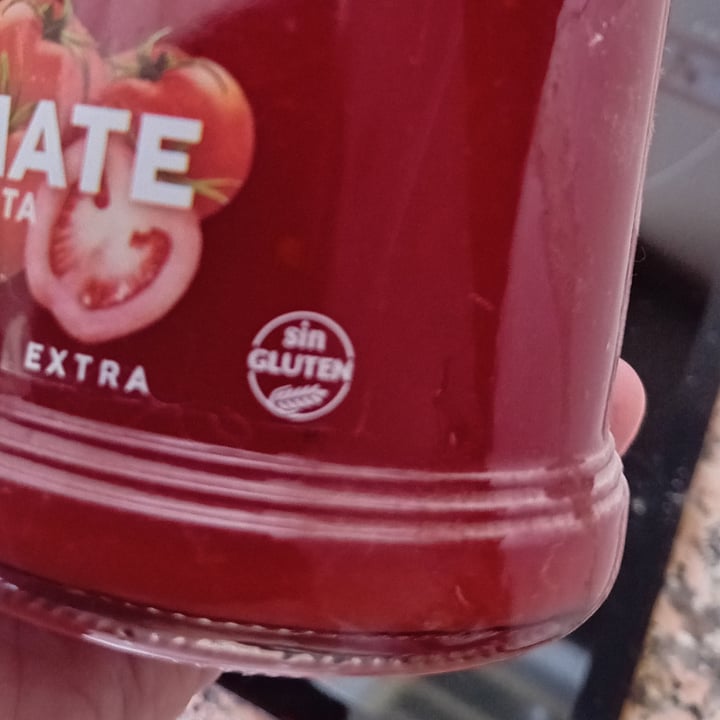 MATE
TA
EXTRA
sin
GLUTEN